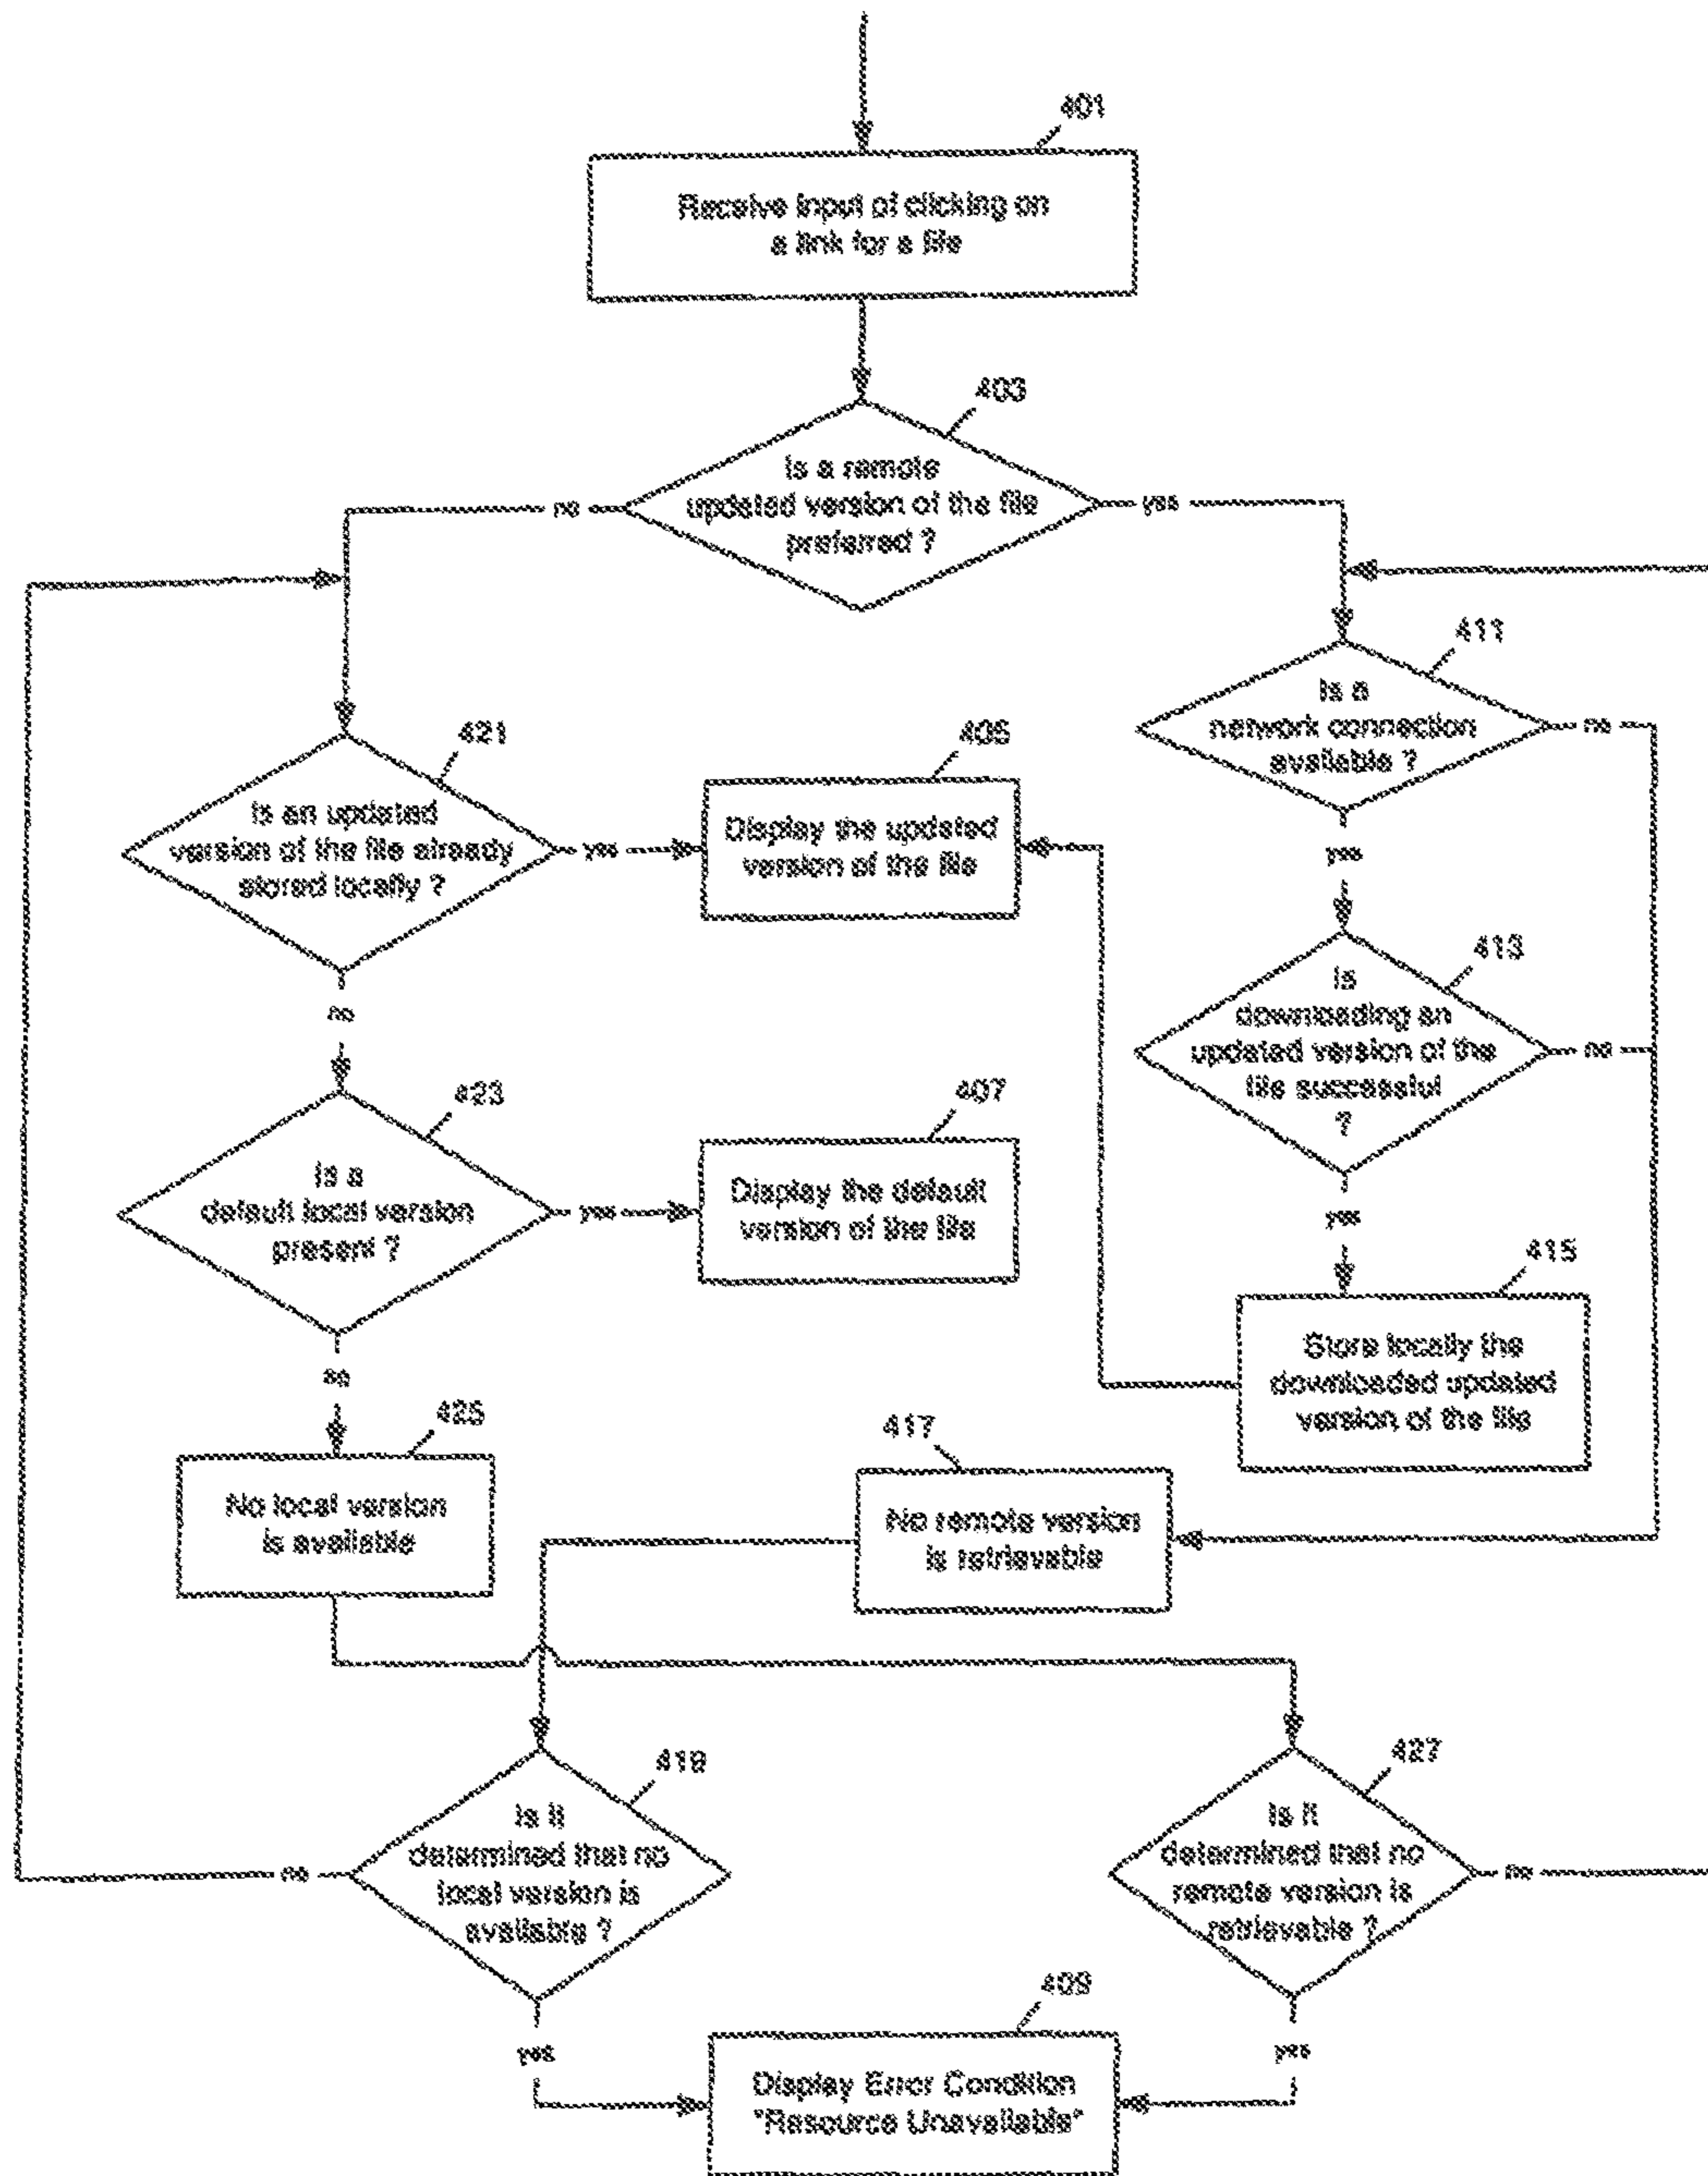 401
Receive input of clicking on
a link for a file
403
Is a remote
updated version of the file
preferred ?
no
yes
411
Is a
network connection
available ?
no
yes
421
Is an updated
version of the file already
stored locally ?
yes
no
405
Display the updated
version of the file
413
Is
downloading an
updated version of the
file successful
?
no
yes
423
Is a
default local version
present ?
yes
no
407
Display the default
version of the file
415
Store locally the
downloaded updated
version of the file
425
No local version
is available
417
No remote version
is retrievable
419
Is it
determined that no
local version is
available ?
no
yes
427
Is it
determined that no
remote version is
retrievable ?
no
yes
409
Display Error Condition
"Resource Unavailable"